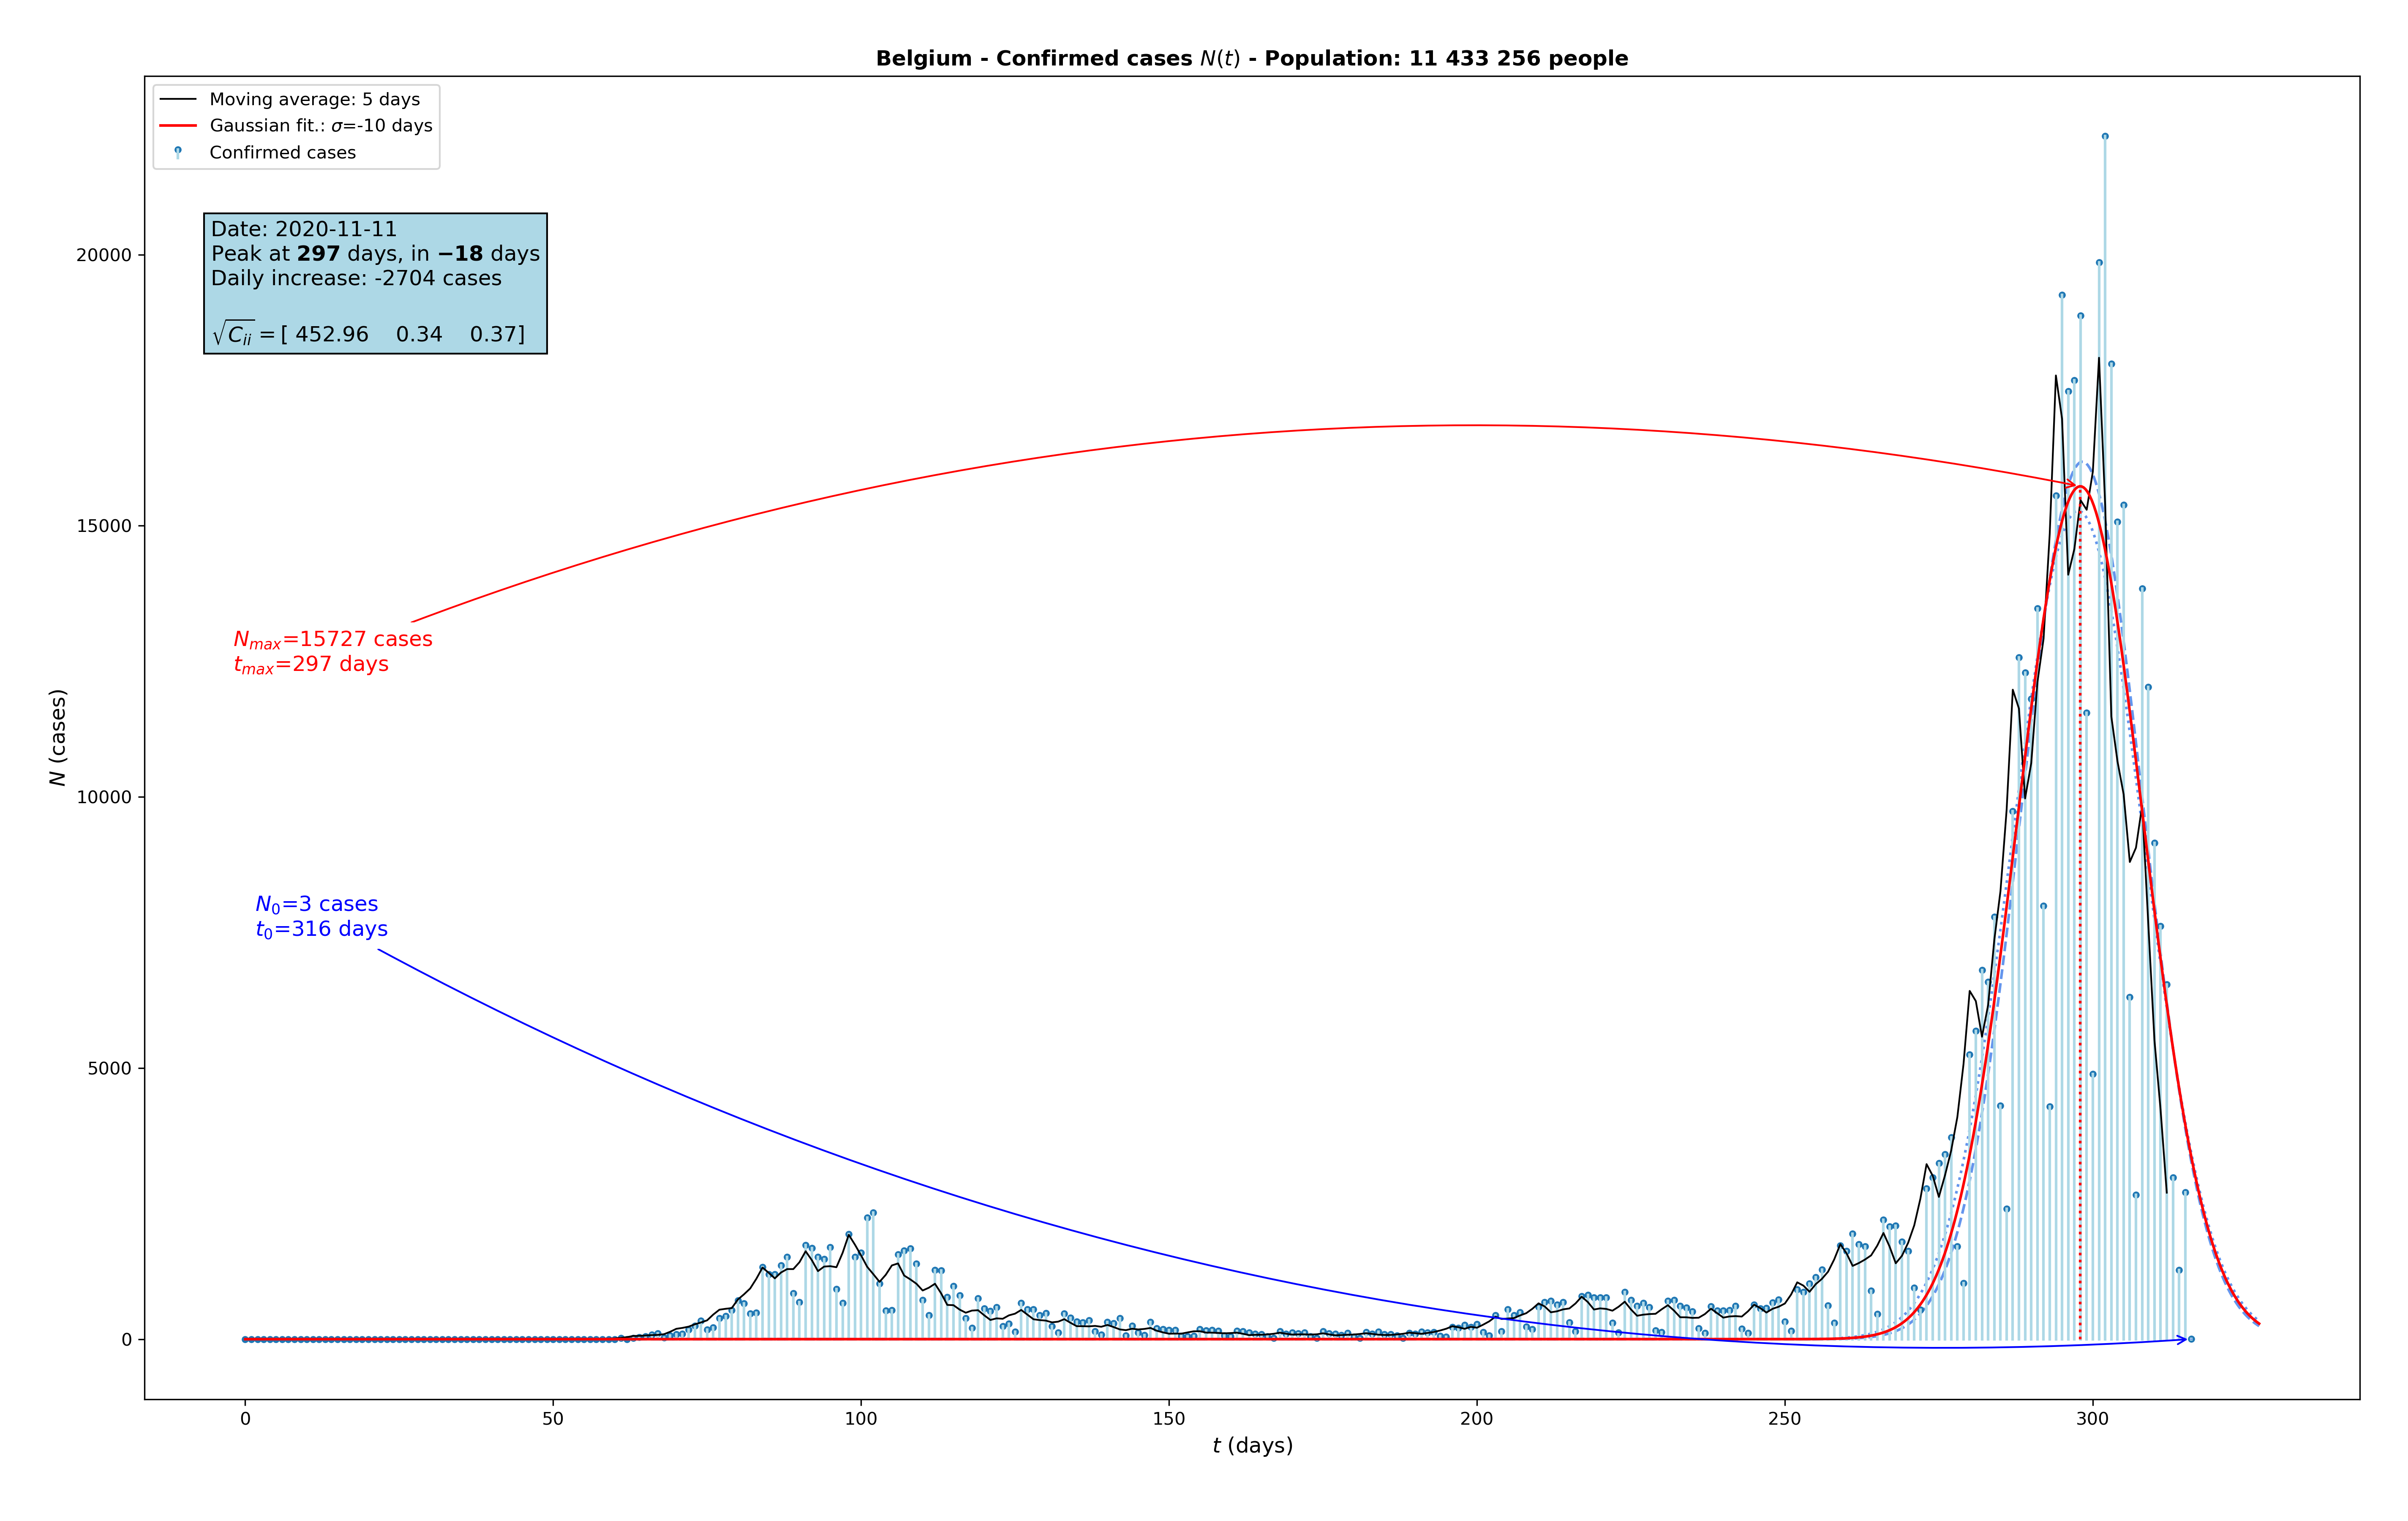 Belgium - Confirmed cases N(t) - Population: 11 433 256 people
Moving average: 5 days
Gaussian fit.: σ=-10 days
Confirmed cases
Date: 2020-11-11
Peak at 297 days, in −18 days
Daily increase: -2704 cases
√Cᵢᵢ = [ 452.96 0.34 0.37]
N_max=15727 cases
t_max=297 days
N₀=3 cases
t₀=316 days
N (cases)
20000
15000
10000
5000
0
0 50 100 150 200 250 300
t (days)